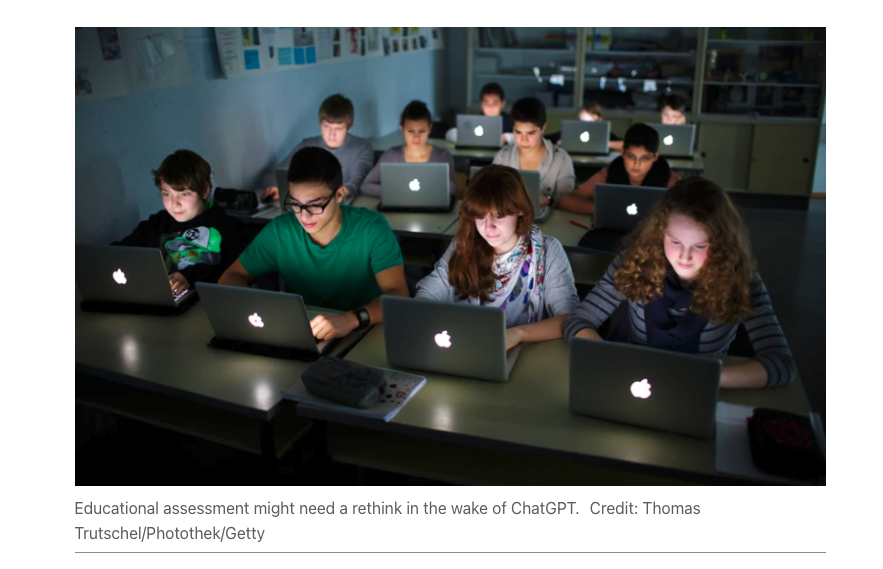 Educational assessment might need a rethink in the wake of ChatGPT. Credit: Thomas
Trutschel/Photothek/Getty